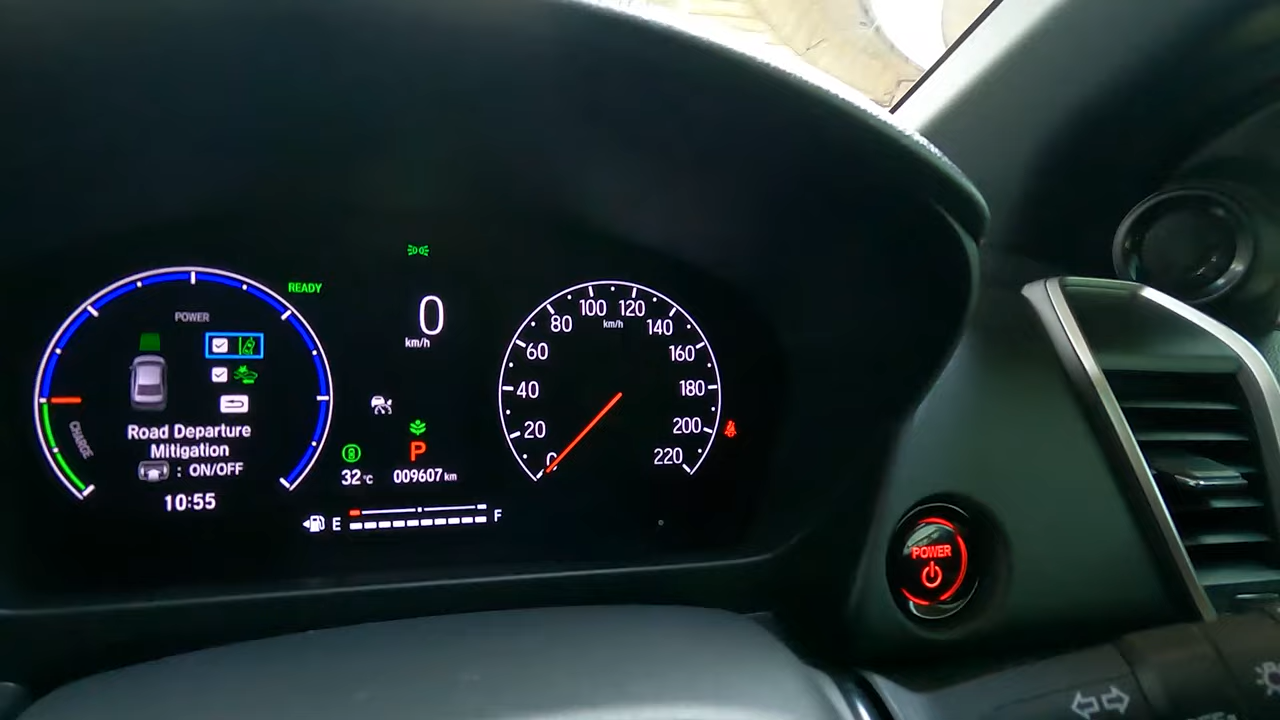 READY
POWER
0
km/h
Road Departure
Mitigation
: ON/OFF
10:55
CHARGE
P
32°C
009607 km
E
F
0
20
40
60
80
100
120
140
160
180
200
220
km/h
POWER